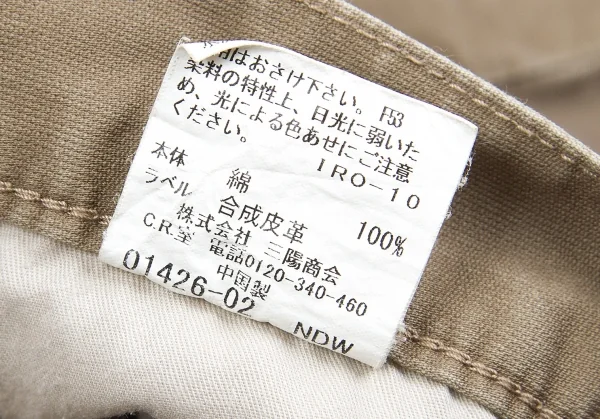 用はおさけ下さい。 F53
染料の特性上、日光に弱いた
め、光による色あせにご注意
ください。
IRO-10
本体 綿 100%
ラベル 合成皮革
株式会社 三陽商会
C.R.室 電話0120-340-460
中国製
01426-02 NDW